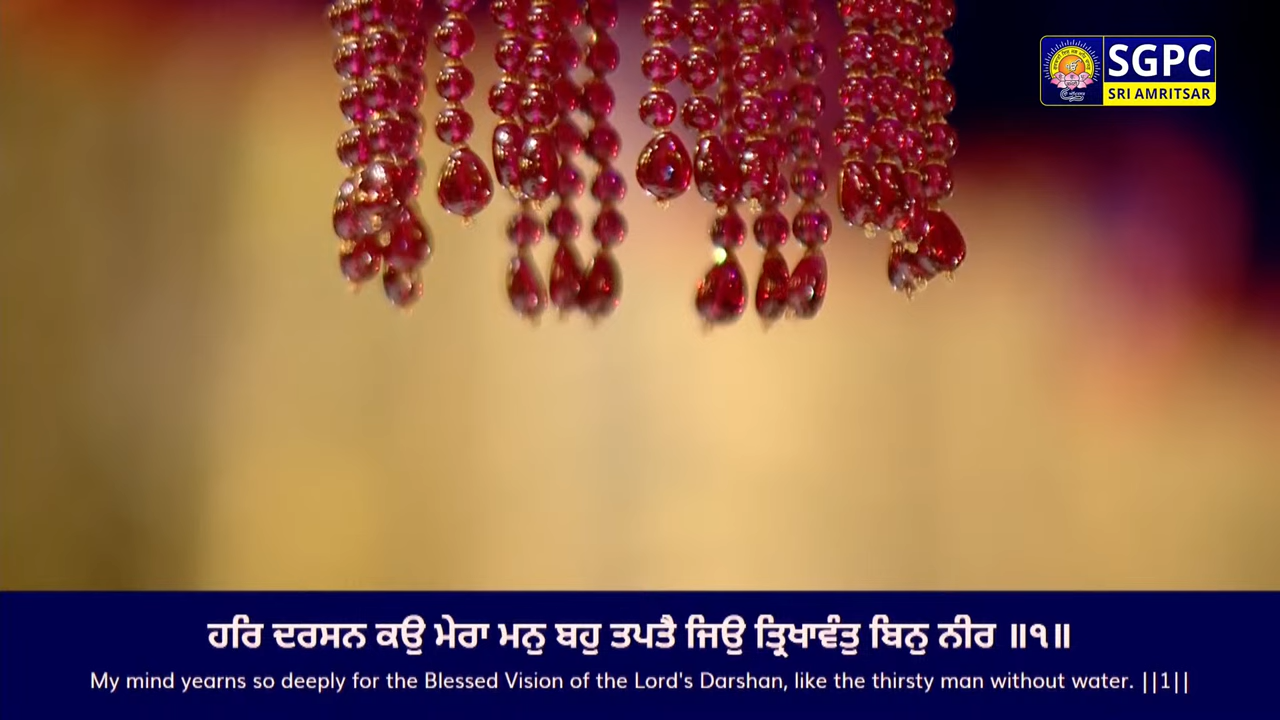 SGPC
SRI AMRITSAR
ਹਰਿ ਦਰਸਨ ਕਉ ਮੇਰਾ ਮਨੁ ਬਹੁ ਤਪਤੈ ਜਿਉ ਤ੍ਰਿਖਾਵੰਤੁ ਬਿਨੁ ਨੀਰ ॥੧॥
My mind yearns so deeply for the Blessed Vision of the Lord's Darshan, like the thirsty man without water. ||1||